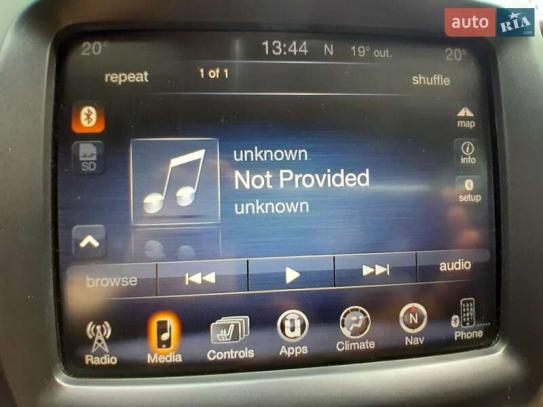 auto RIA
20° 13:44 N 19° out. 20°
repeat 1 of 1 shuffle
map
SD
unknown
info
Not Provided
unknown
setup
browse audio
Radio Media Controls Apps Climate N Nav Phone